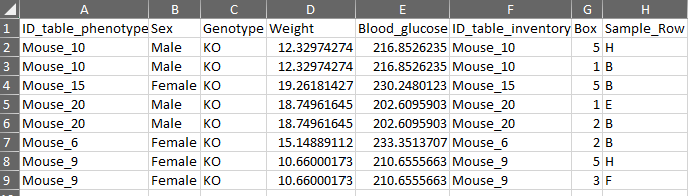 A B C D E F G H
1 ID_table_phenotype Sex Genotype Weight Blood_glucose ID_table_inventory Box Sample_Row
2 Mouse_10 Male KO 12.32974274 216.8526235 Mouse_10 5 H
3 Mouse_10 Male KO 12.32974274 216.8526235 Mouse_10 1 B
4 Mouse_15 Female KO 19.26181427 230.2480123 Mouse_15 5 B
5 Mouse_20 Male KO 18.74961645 202.6095903 Mouse_20 1 E
6 Mouse_20 Male KO 18.74961645 202.6095903 Mouse_20 2 B
7 Mouse_6 Female KO 15.14889112 233.3513707 Mouse_6 2 B
8 Mouse_9 Female KO 10.66000173 210.6555663 Mouse_9 5 H
9 Mouse_9 Female KO 10.66000173 210.6555663 Mouse_9 3 F